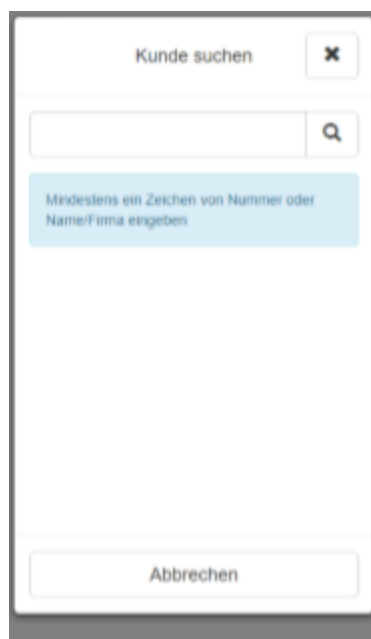 Kunde suchen
Mindestens ein Zeichen von Nummer oder
Name/Firma eingeben
Abbrechen